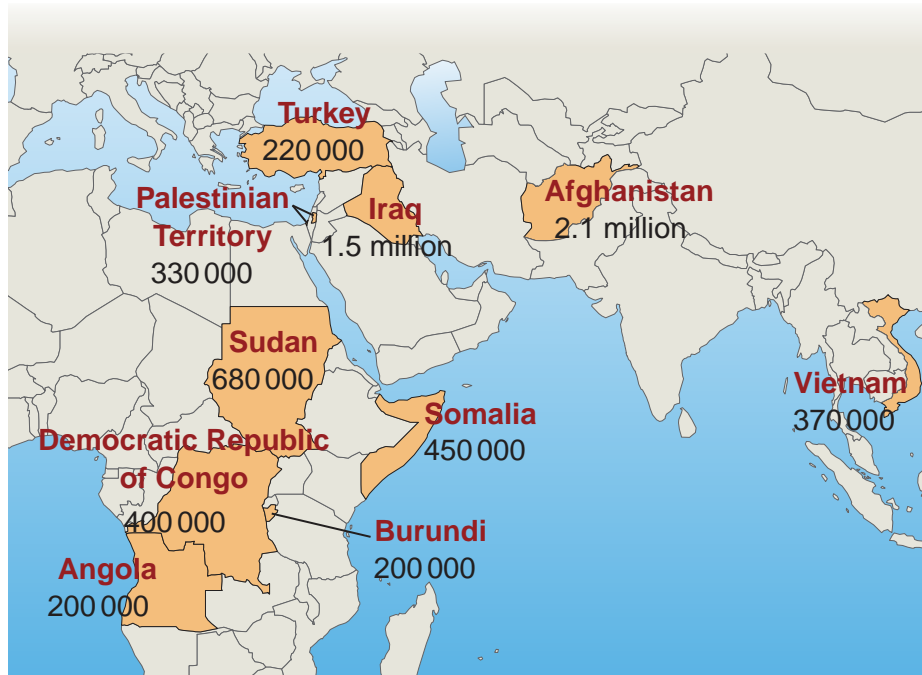 Turkey
220 000
Palestinian
Territory
330 000
Iraq
1.5 million
Afghanistan
2.1 million
Sudan
680 000
Somalia
450 000
Vietnam
370 000
Democratic Republic
of Congo
400 000
Burundi
200 000
Angola
200 000